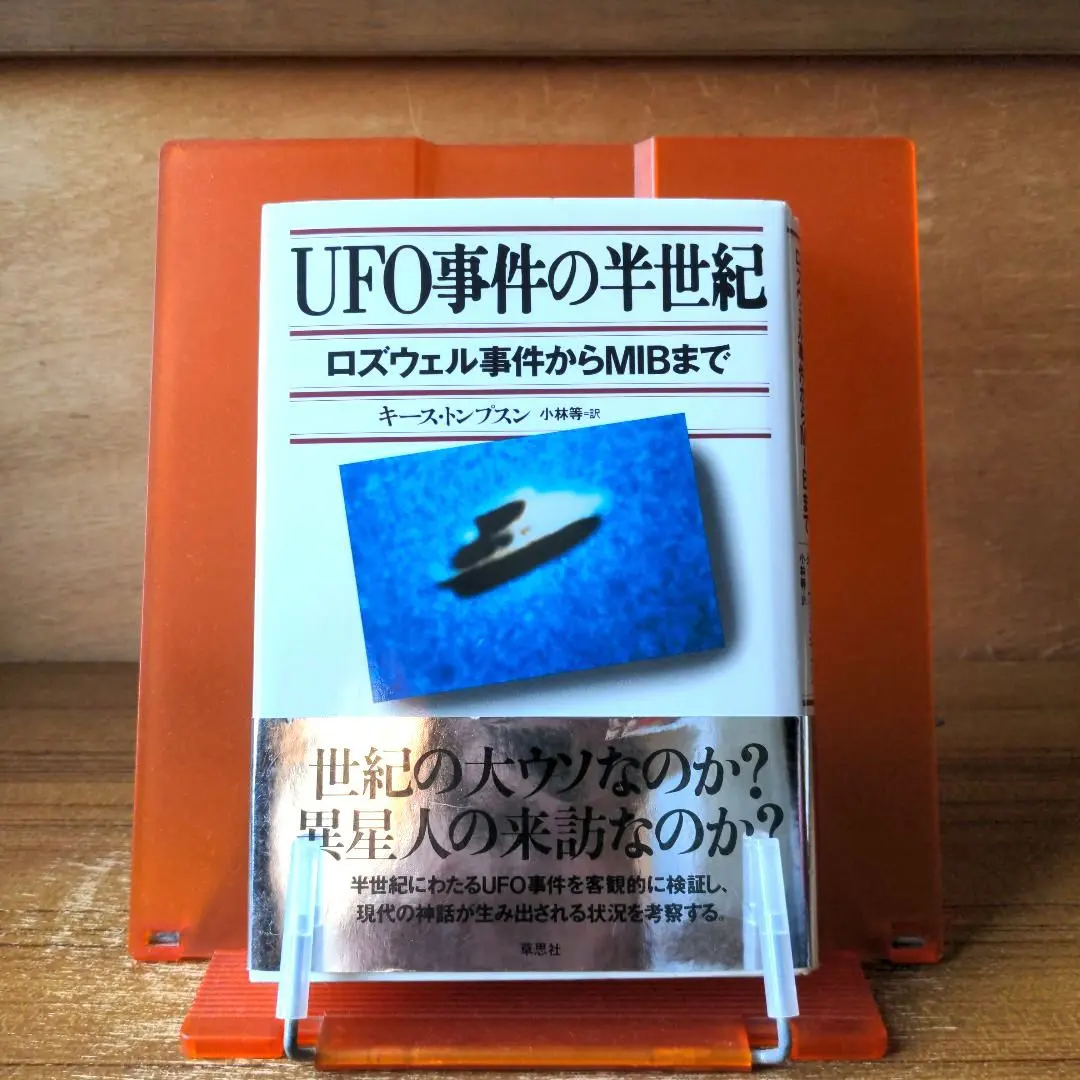 UFO事件の半世紀
ロズウェル事件からMIBまで
キース・トンプスン 小林等=訳
世紀の大ウソなのか?
異星人の来訪なのか?
半世紀にわたるUFO事件を客観的に検証し、
現代の神話が生み出される状況を考察する。
草思社